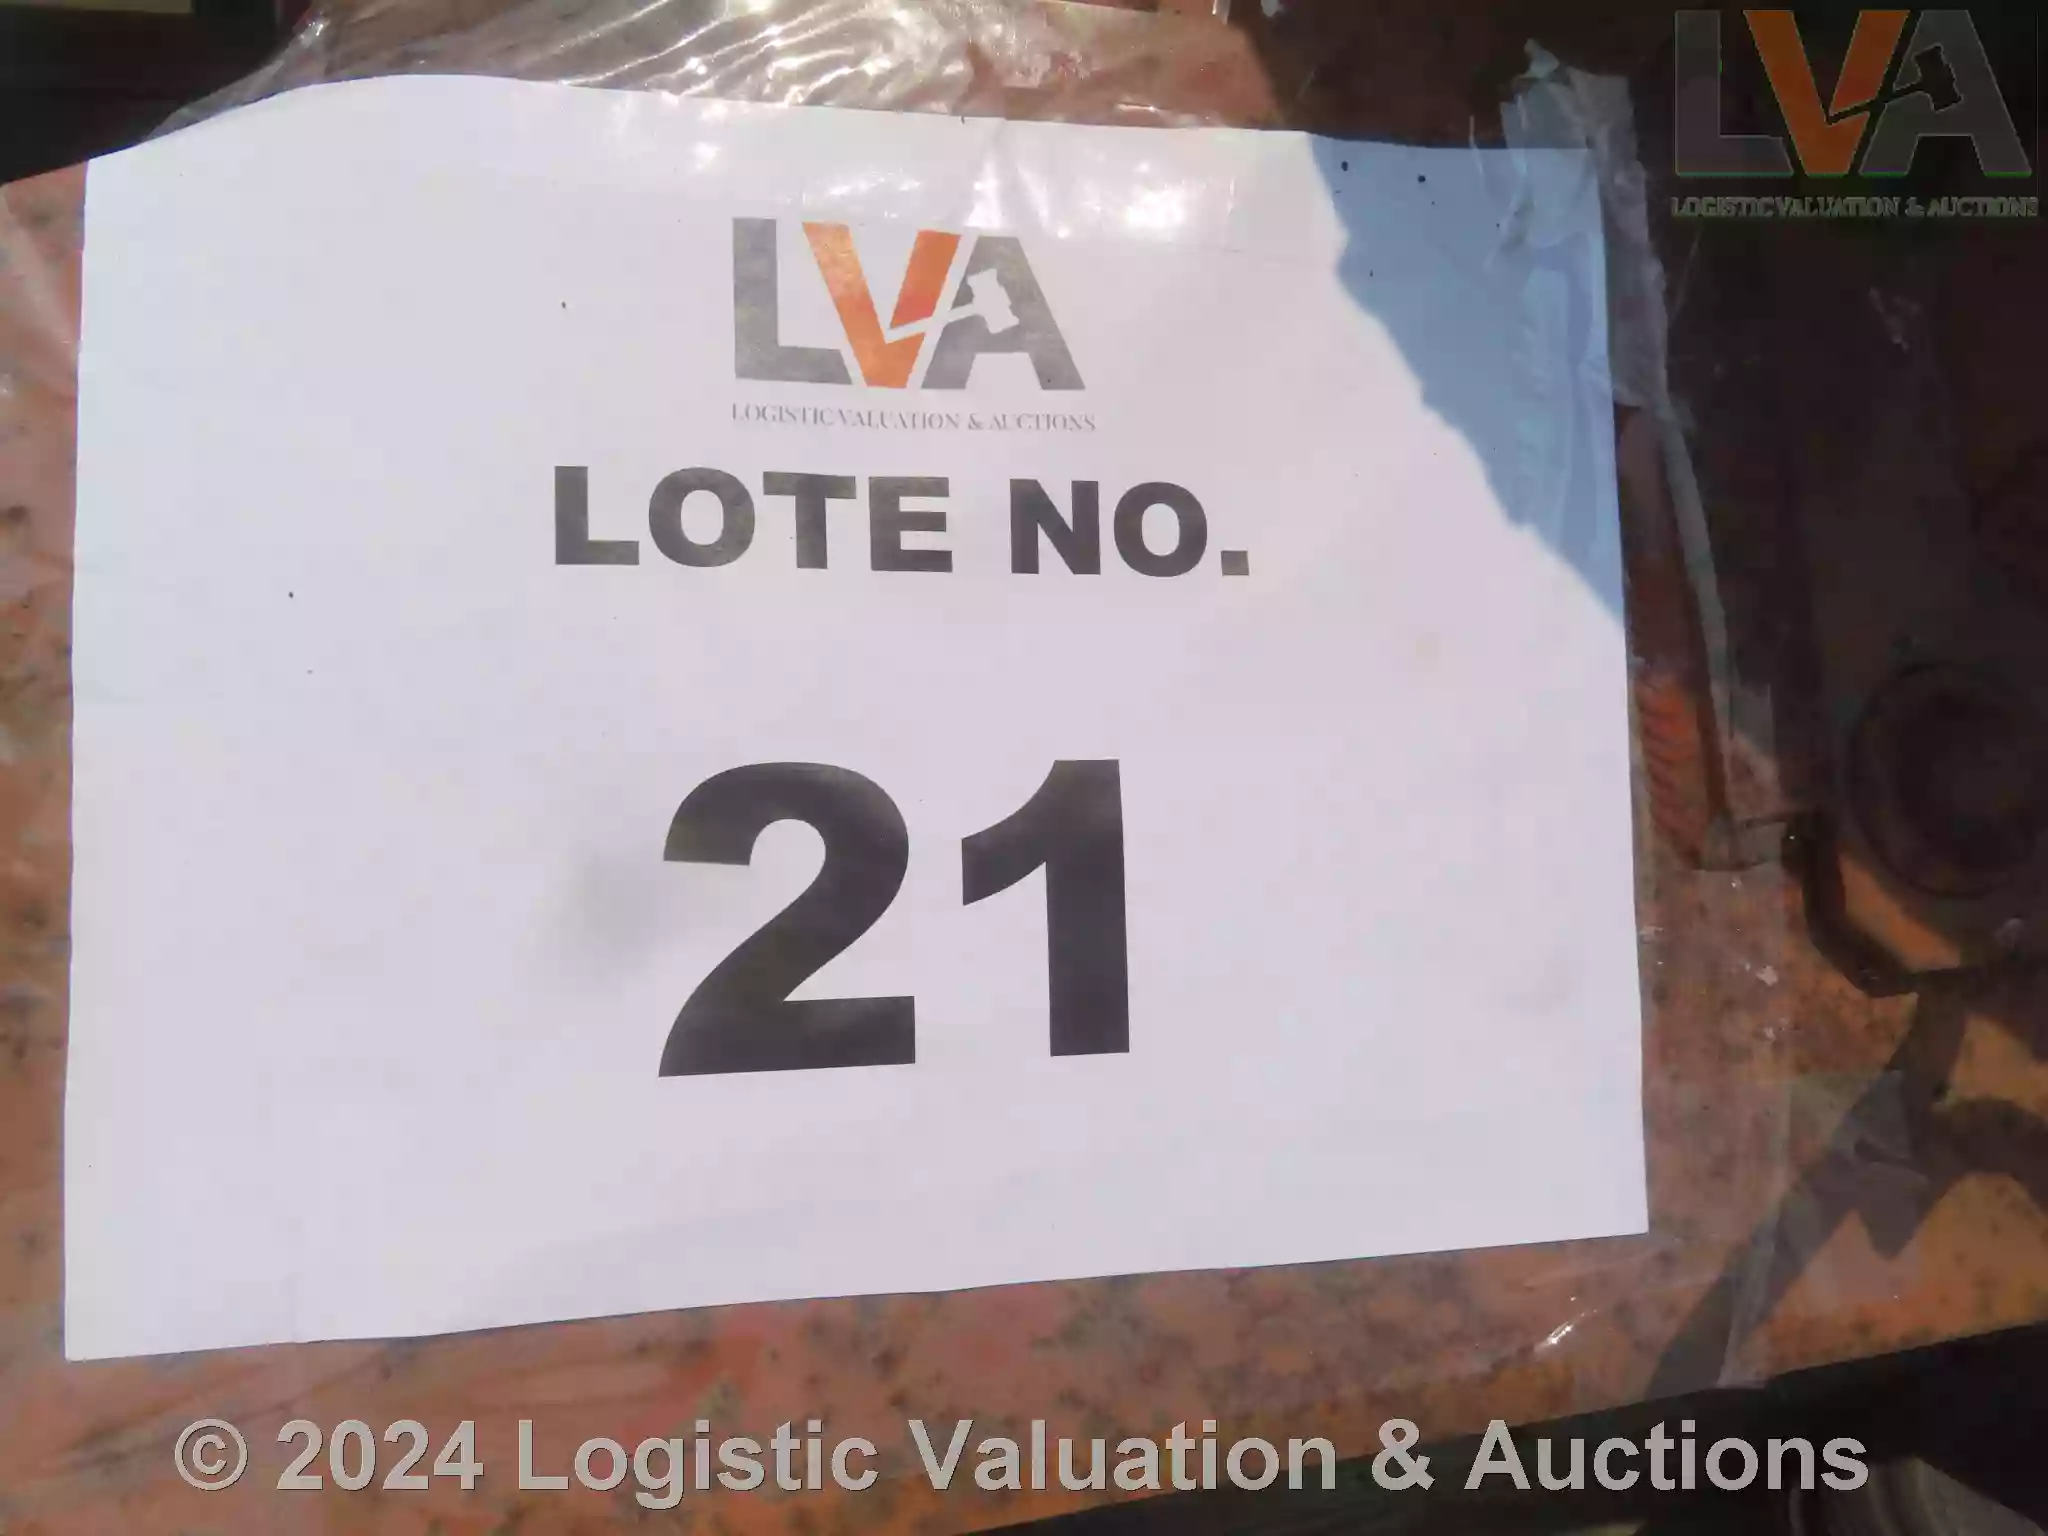 LVA
LOGISTIC VALUATION & AUCTIONS
LVA
LOGISTIC VALUATION & AUCTIONS
LOTE NO.
21
© 2024 Logistic Valuation & Auctions